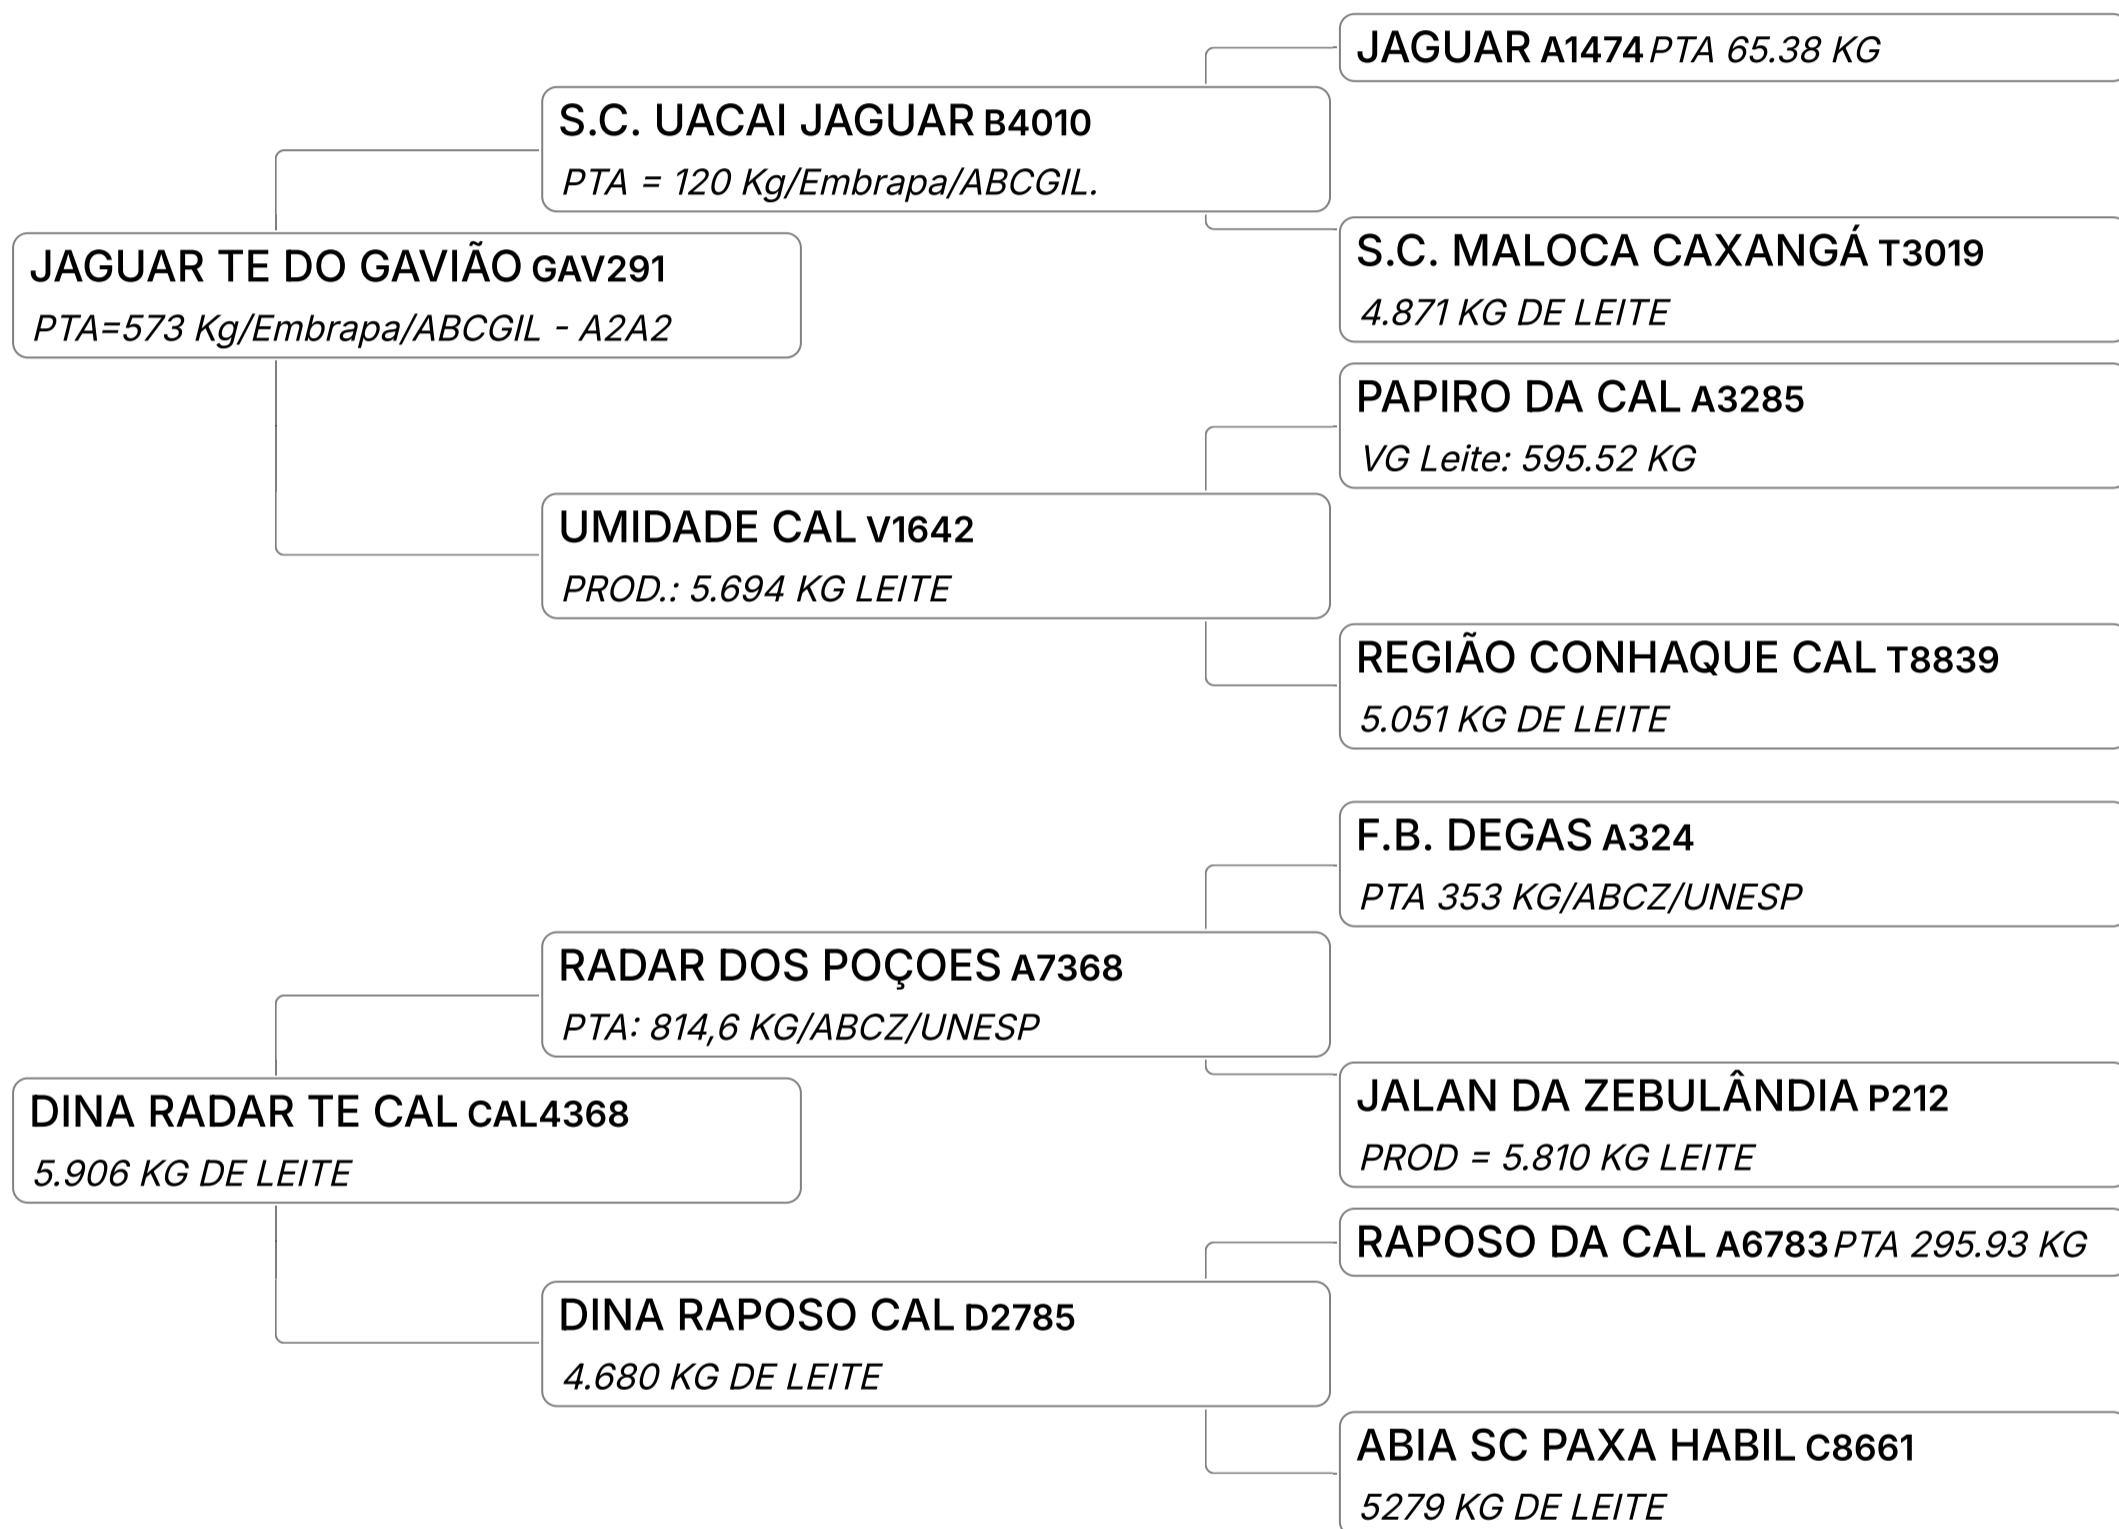 JAGUAR A1474 PTA 65.38 KG
S.C. UACAI JAGUAR B4010
PTA = 120 Kg/Embrapa/ABCGIL.
S.C. MALOCA CAXANGÁ T3019
4.871 KG DE LEITE
JAGUAR TE DO GAVIÃO GAV291
PTA=573 Kg/Embrapa/ABCGIL - A2A2
PAPIRO DA CAL A3285
VG Leite: 595.52 KG
UMIDADE CAL V1642
PROD.: 5.694 KG LEITE
REGIÃO CONHAQUE CAL T8839
5.051 KG DE LEITE
F.B. DEGAS A324
PTA 353 KG/ABCZ/UNESP
RADAR DOS POÇOES A7368
PTA: 814,6 KG/ABCZ/UNESP
JALAN DA ZEBULÂNDIA P212
PROD = 5.810 KG LEITE
DINA RADAR TE CAL CAL4368
5.906 KG DE LEITE
RAPOSO DA CAL A6783 PTA 295.93 KG
DINA RAPOSO CAL D2785
4.680 KG DE LEITE
ABIA SC PAXA HABIL C8661
5279 KG DE LEITE